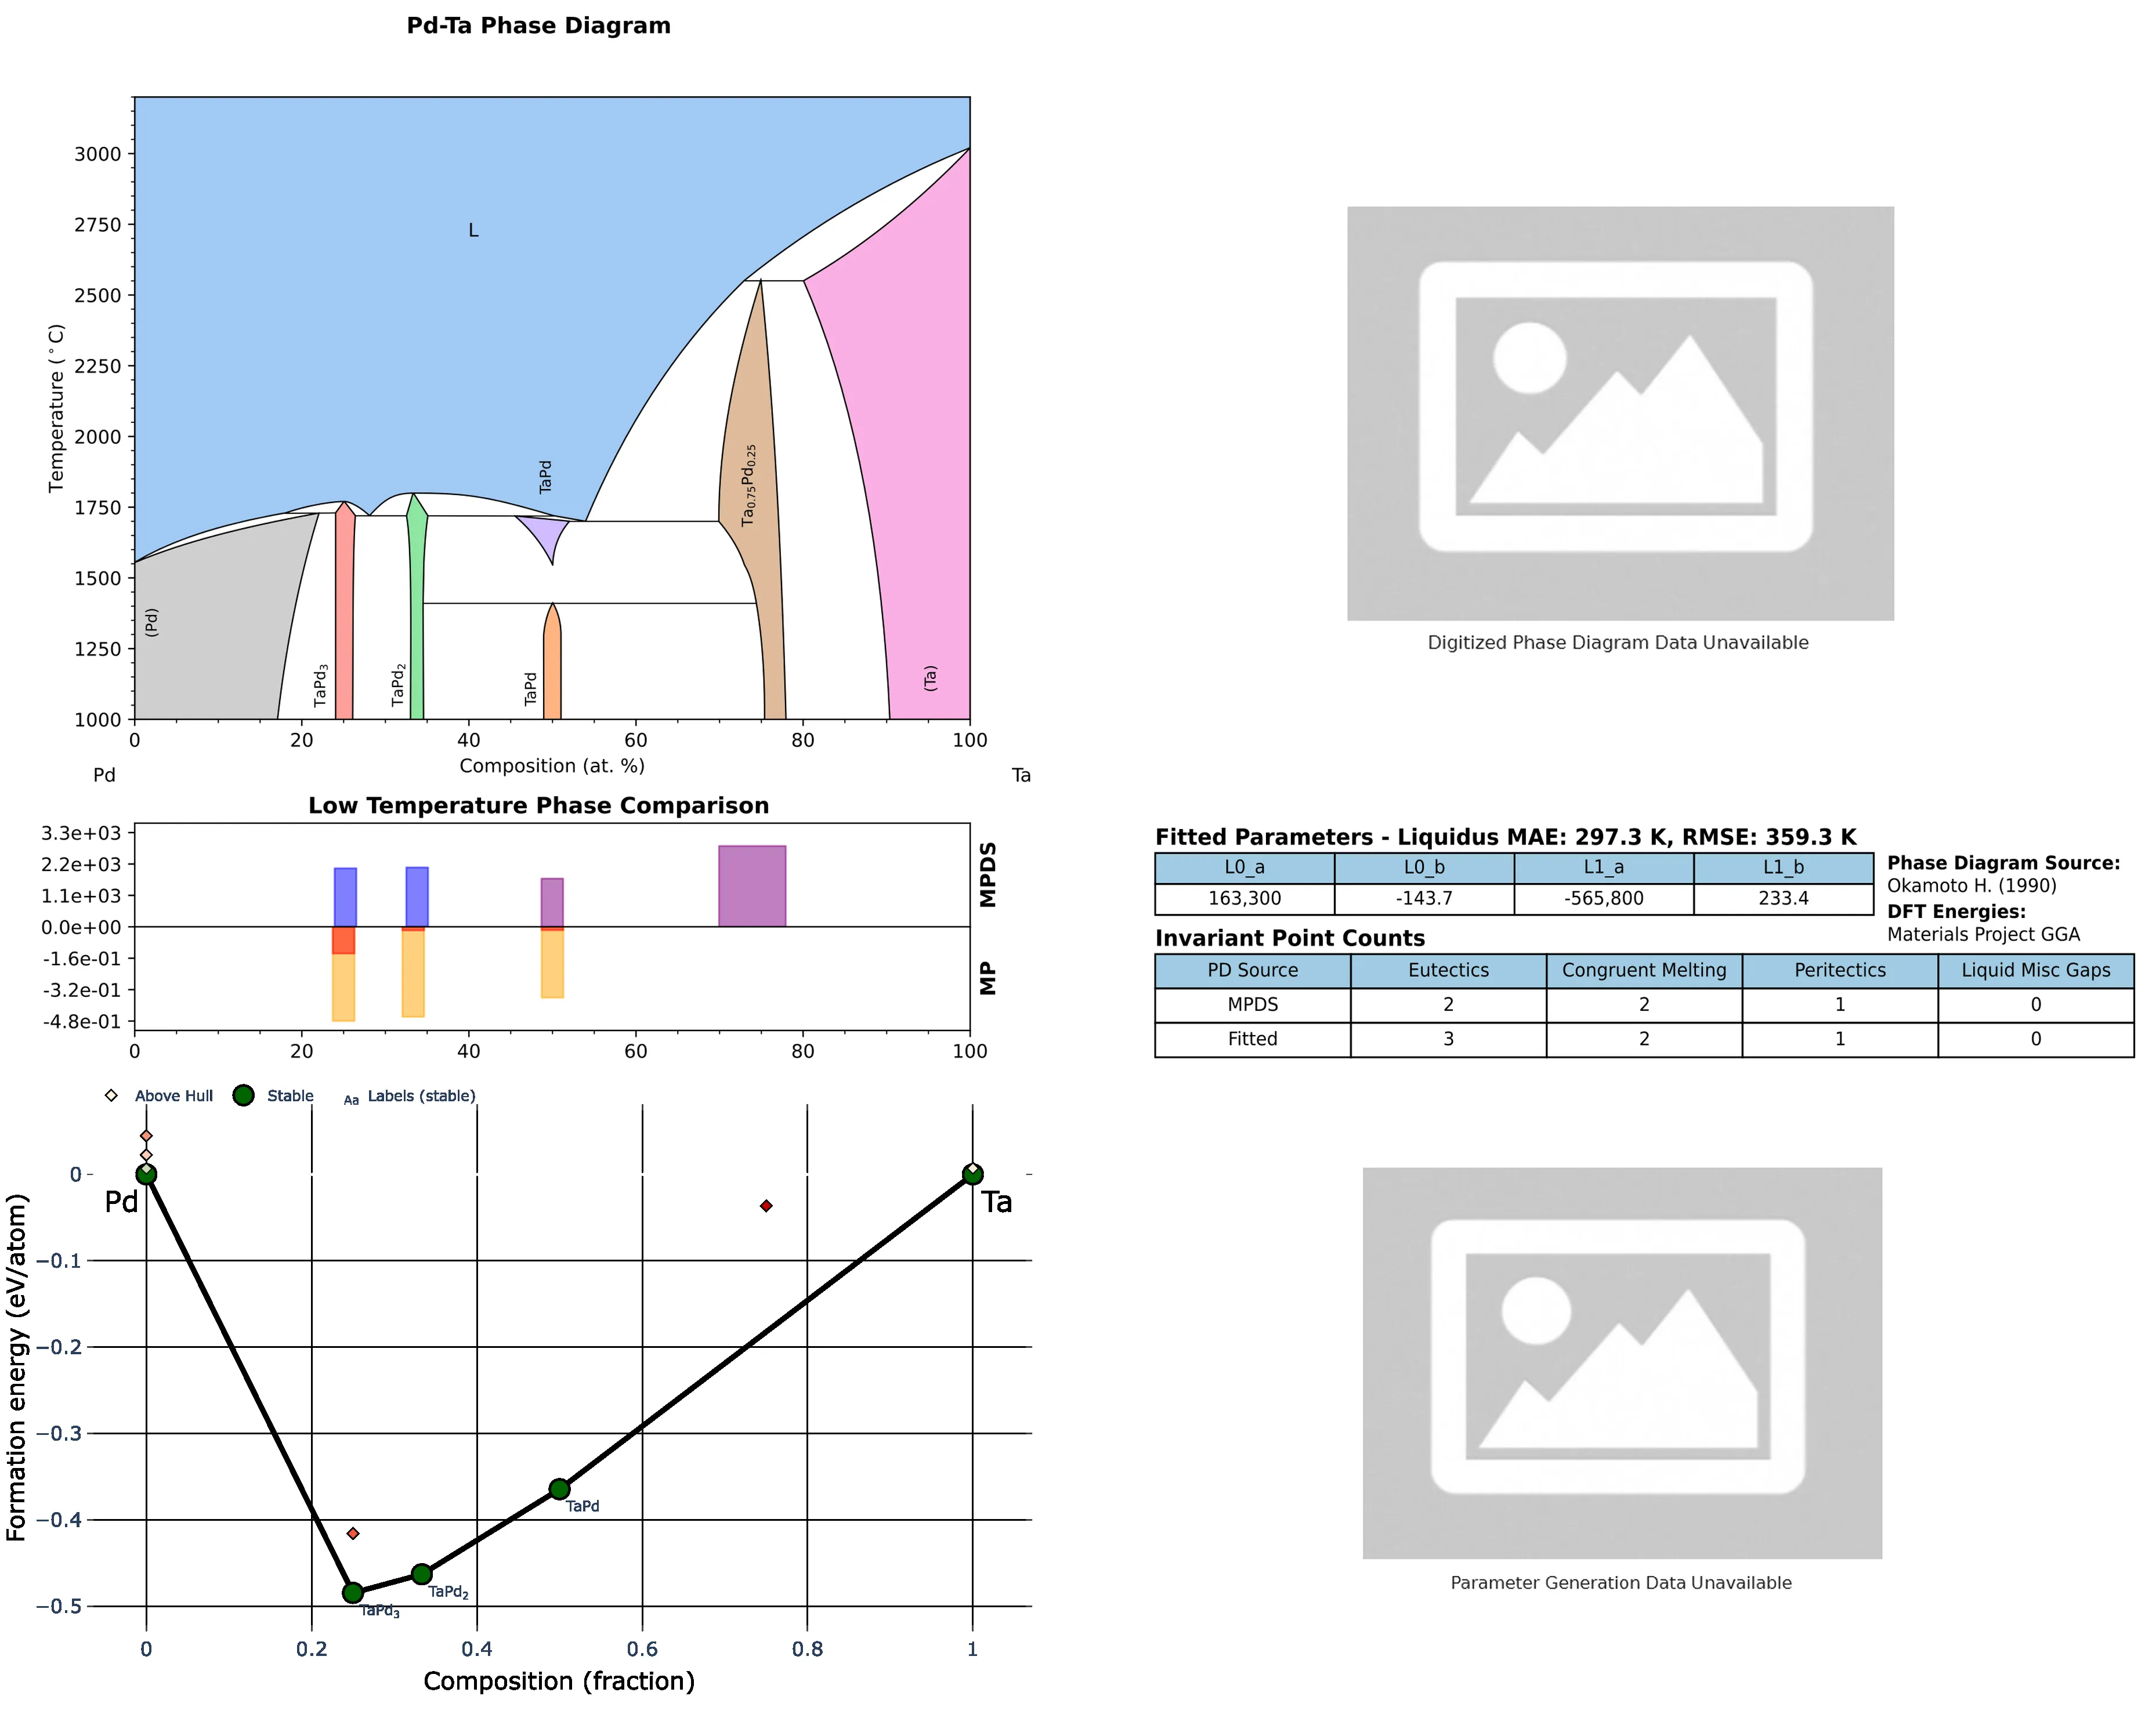 Pd-Ta Phase Diagram
Temperature (°C)
3000
2750
2500
2250
2000
1750
1500
1250
1000
L
TaPd
Ta0.75Pd0.25
(Pd)
TaPd3
TaPd2
TaPd
(Ta)
0 20 40 60 80 100
Composition (at. %)
Pd Ta
Digitized Phase Diagram Data Unavailable
Low Temperature Phase Comparison
3.3e+03
2.2e+03
1.1e+03
0.0e+00
-1.6e-01
-3.2e-01
-4.8e-01
MPDS
MP
0 20 40 60 80 100
Fitted Parameters - Liquidus MAE: 297.3 K, RMSE: 359.3 K
L0_a L0_b L1_a L1_b
163,300 -143.7 -565,800 233.4
Phase Diagram Source:
Okamoto H. (1990)
DFT Energies:
Materials Project GGA
Invariant Point Counts
PD Source Eutectics Congruent Melting Peritectics Liquid Misc Gaps
MPDS 2 2 1 0
Fitted 3 2 1 0
Above Hull Stable Aa Labels (stable)
Formation energy (eV/atom)
0
−0.1
−0.2
−0.3
−0.4
−0.5
Pd
Ta
TaPd
TaPd2
TaPd3
0 0.2 0.4 0.6 0.8 1
Composition (fraction)
Parameter Generation Data Unavailable